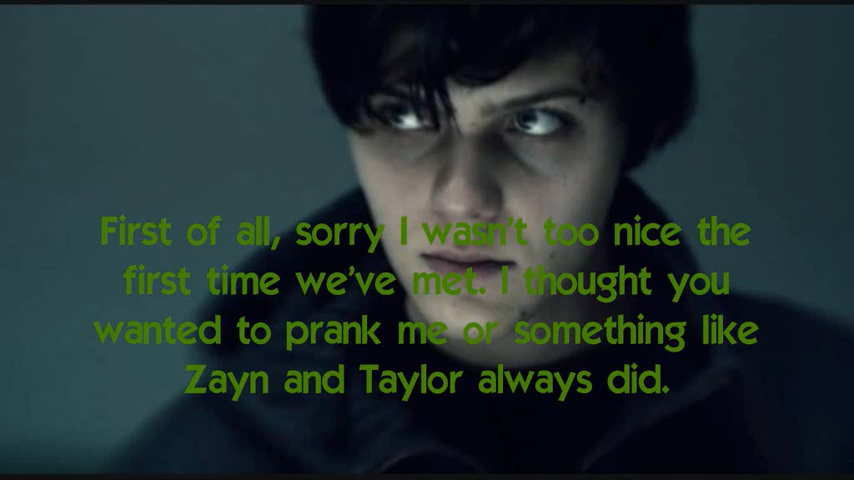 First of all, sorry I wasn't too nice the
first time we've met. I thought you
wanted to prank me or something like
Zayn and Taylor always did.